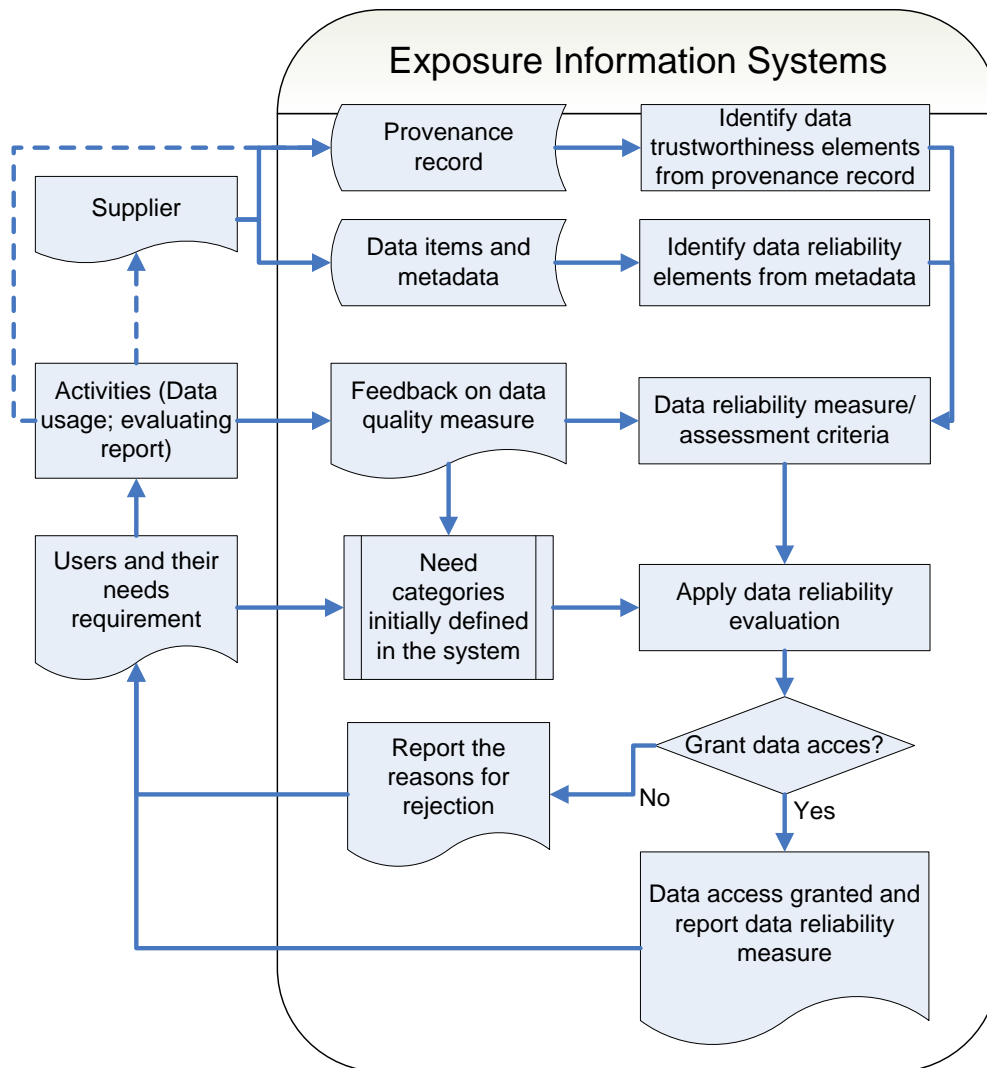 Exposure Information Systems
Provenance
record
Identify data
trustworthiness elements
from provenance record
Supplier
Data items and
metadata
Identify data reliability
elements from metadata
Activities (Data
usage; evaluating
report)
Feedback on data
quality measure
Data reliability measure/
assessment criteria
Users and their
needs
requirement
Need
categories
initially defined
in the system
Apply data reliability
evaluation
Report the
reasons for
rejection
Grant data acces?
No
Yes
Data access granted and
report data reliability
measure